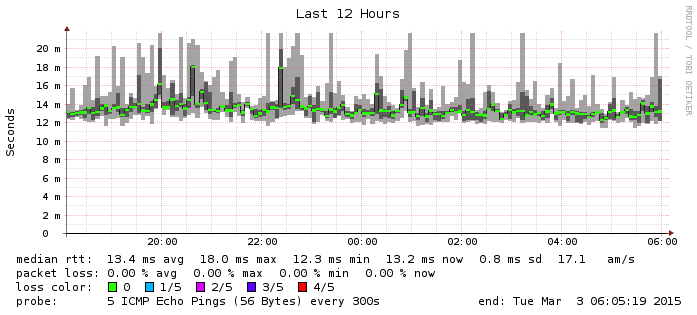 Last 12 Hours
RRDTOOL / TOBI OETIKER
Seconds
20 m
18 m
16 m
14 m
12 m
10 m
8 m
6 m
4 m
2 m
0
20:00 22:00 00:00 02:00 04:00 06:00
median rtt: 13.4 ms avg 18.0 ms max 12.3 ms min 13.2 ms now 0.8 ms sd 17.1 am/s
packet loss: 0.00 % avg 0.00 % max 0.00 % min 0.00 % now
loss color: 0 1/5 2/5 3/5 4/5
probe: 5 ICMP Echo Pings (56 Bytes) every 300s end: Tue Mar 3 06:05:19 2015